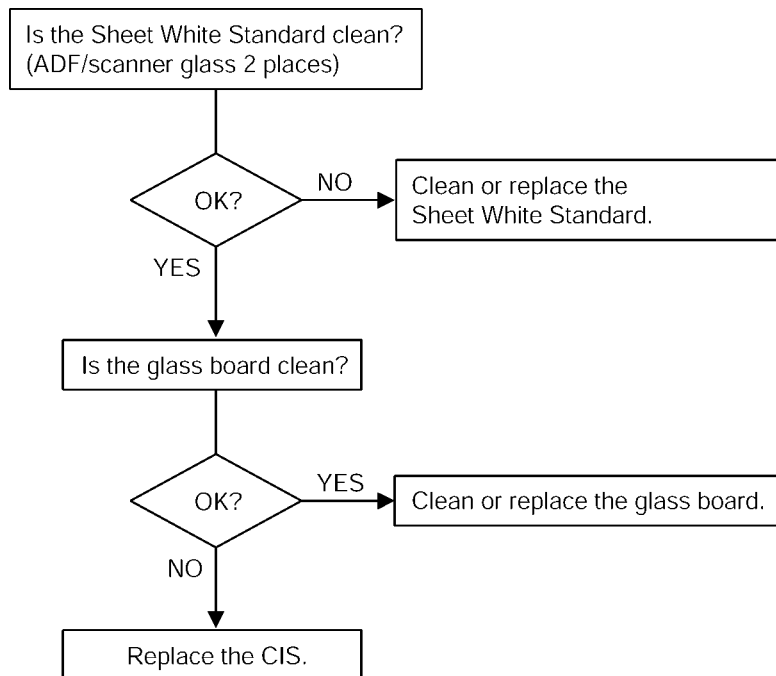 Is the Sheet White Standard clean?
(ADF/scanner glass 2 places)
OK?
NO
Clean or replace the
Sheet White Standard.
YES
Is the glass board clean?
OK?
YES
Clean or replace the glass board.
NO
Replace the CIS.